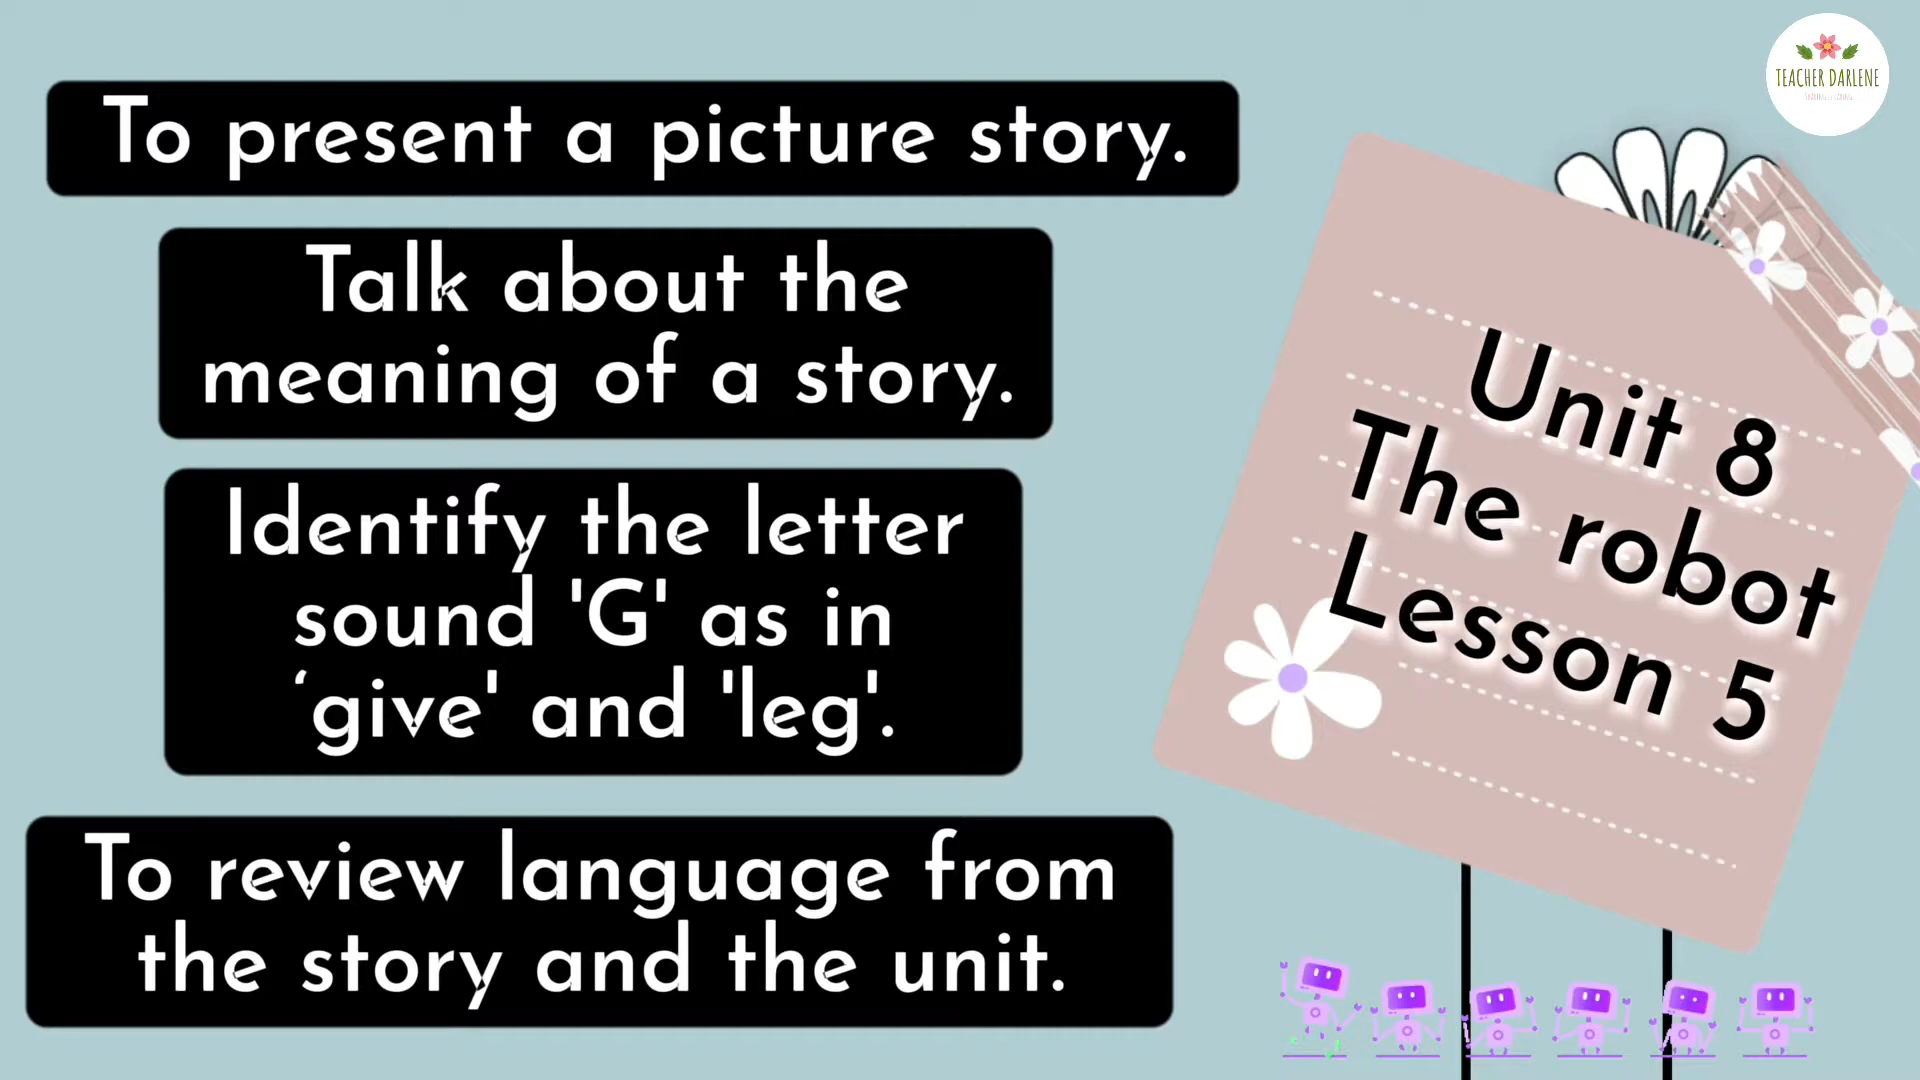 To present a picture story.
Talk about the
meaning of a story.
Identify the letter
sound 'G' as in
‘give' and 'leg'.
To review language from
the story and the unit.
Unit 8
The robot
Lesson 5
TEACHER DARLENE